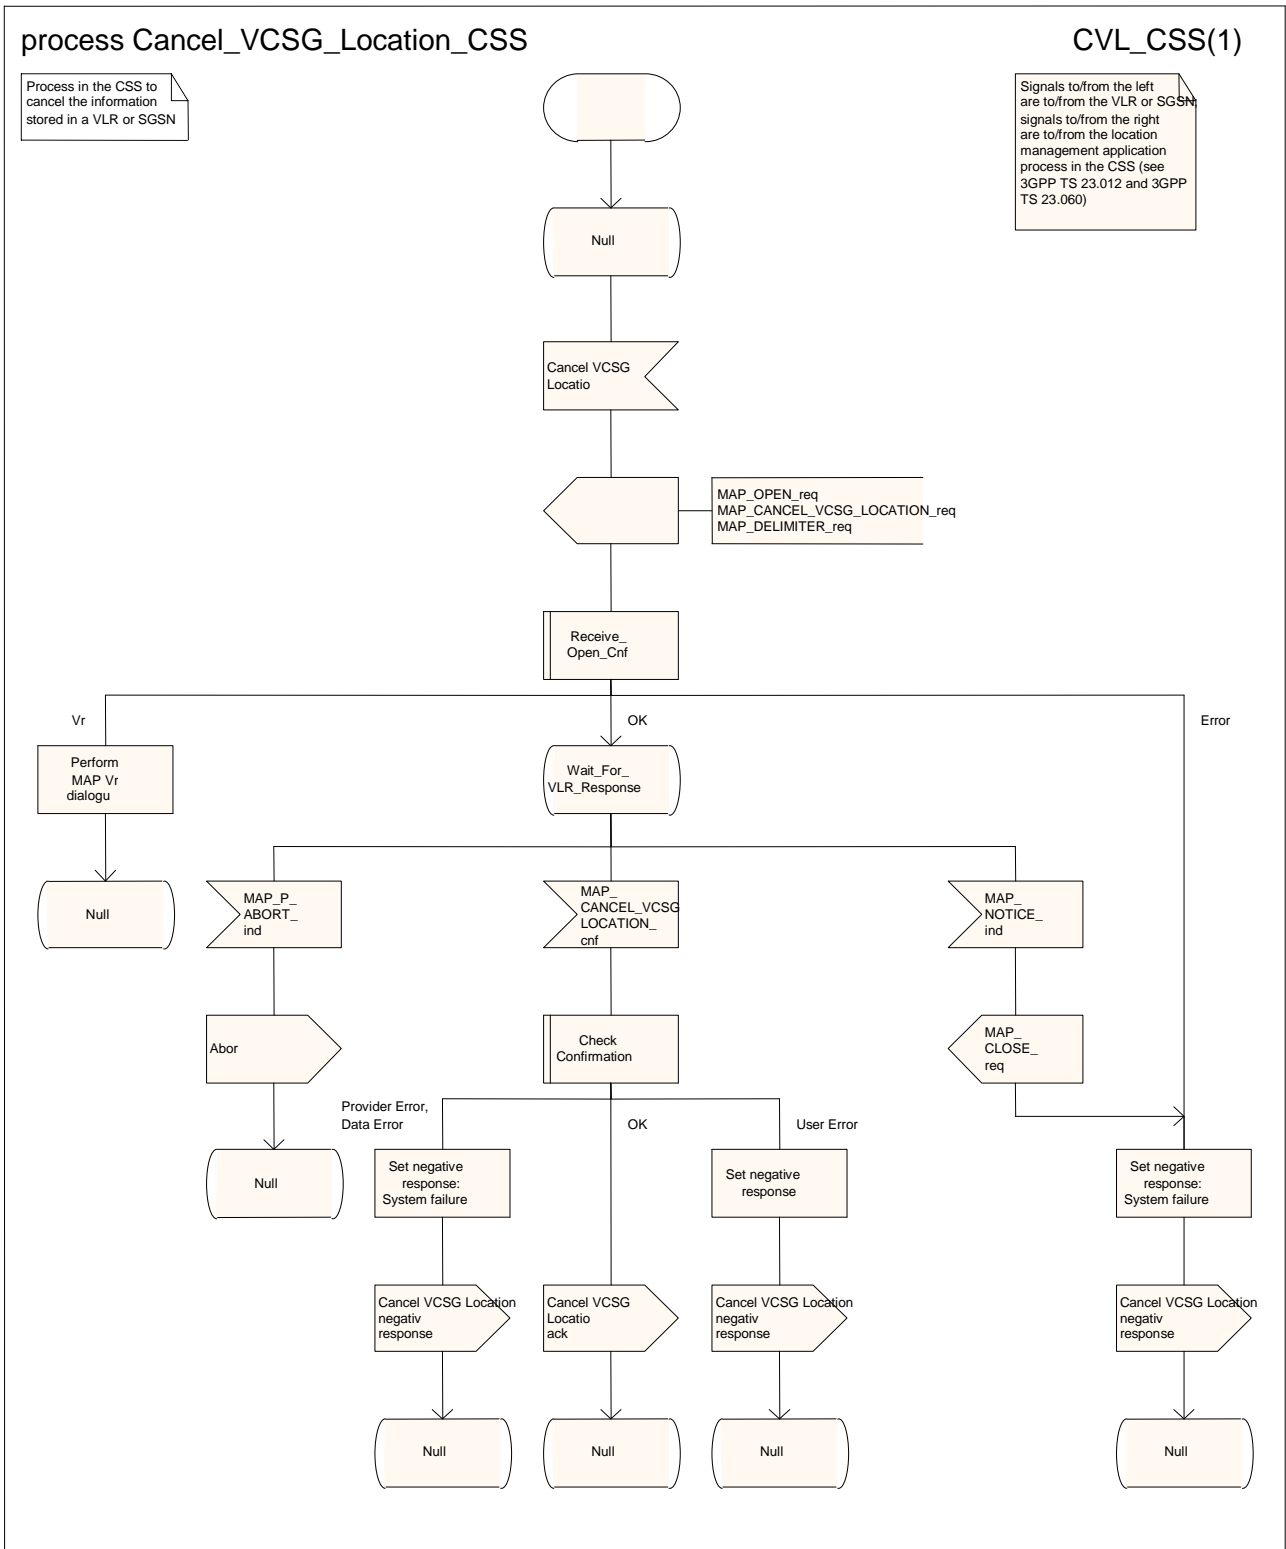 process Cancel_VCSG_Location_CSS
CVL_CSS(1)
Process in the CSS to
cancel the information
stored in a VLR or SGSN
Signals to/from the left
are to/from the VLR or SGSN;
signals to/from the right
are to/from the location
management application
process in the CSS (see
3GPP TS 23.012 and 3GPP
TS 23.060)
Null
Cancel VCSG
Locatio
MAP_OPEN_req
MAP_CANCEL_VCSG_LOCATION_req
MAP_DELIMITER_req
Receive_
Open_Cnf
Vr
OK
Error
Perform
MAP Vr
dialogu
Wait_For_
VLR_Response
Null
MAP_P_
ABORT_
ind
MAP_
CANCEL_VCSG
LOCATION_
cnf
MAP_
NOTICE_
ind
Abor
Check
Confirmation
MAP_
CLOSE_
req
Provider Error,
Data Error
OK
User Error
Null
Set negative
response:
System failure
Set negative
response
Set negative
response:
System failure
Cancel VCSG Location
negativ
response
Cancel VCSG
Locatio
ack
Cancel VCSG Location
negativ
response
Cancel VCSG Location
negativ
response
Null
Null
Null
Null